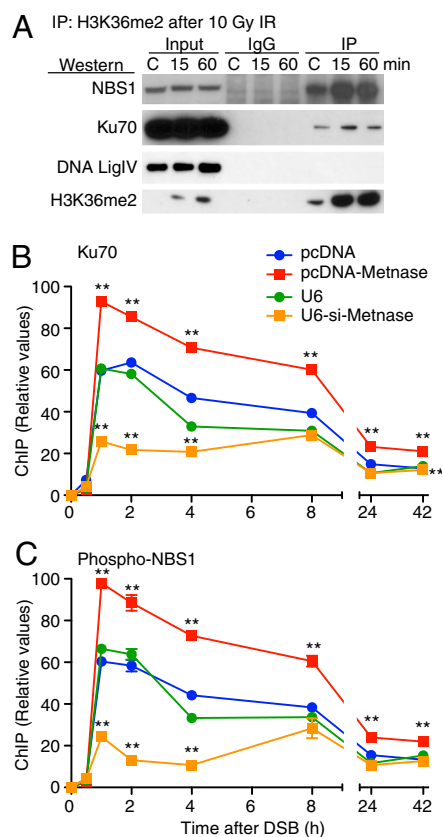 A IP: H3K36me2 after 10 Gy IR
Input IgG IP
Western C 15 60 C 15 60 C 15 60 min
NBS1
Ku70
DNA LigIV
H3K36me2
B Ku70
pcDNA
pcDNA-Metnase
U6
U6-si-Metnase
ChIP (Relative values)
100
80
60
40
20
0
** ** ** ** ** **
** ** ** **
0 2 4 6 8 24 42
C Phospho-NBS1
ChIP (Relative values)
100
80
60
40
20
0
** ** ** ** ** **
** ** **
0 2 4 6 8 24 42
Time after DSB (h)